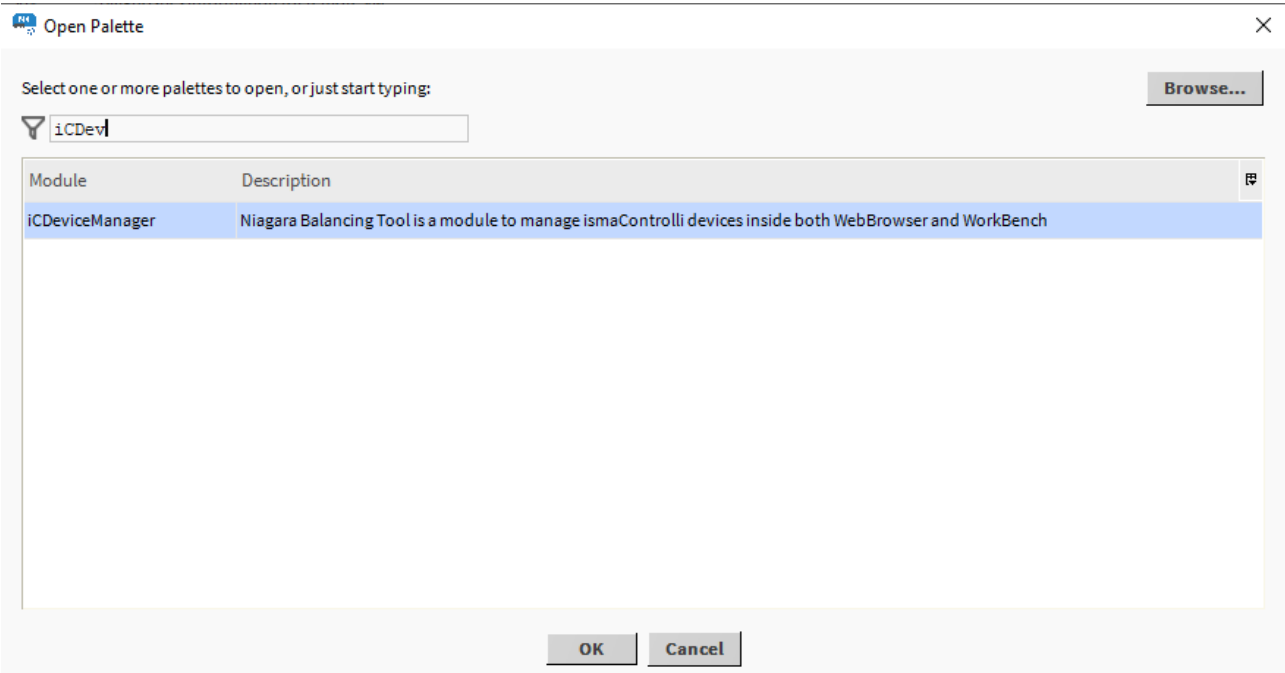 N4
Open Palette
Select one or more palettes to open, or just start typing:
Browse...
iCDev
Module Description
iCDeviceManager Niagara Balancing Tool is a module to manage ismaControlli devices inside both WebBrowser and WorkBench
OK Cancel